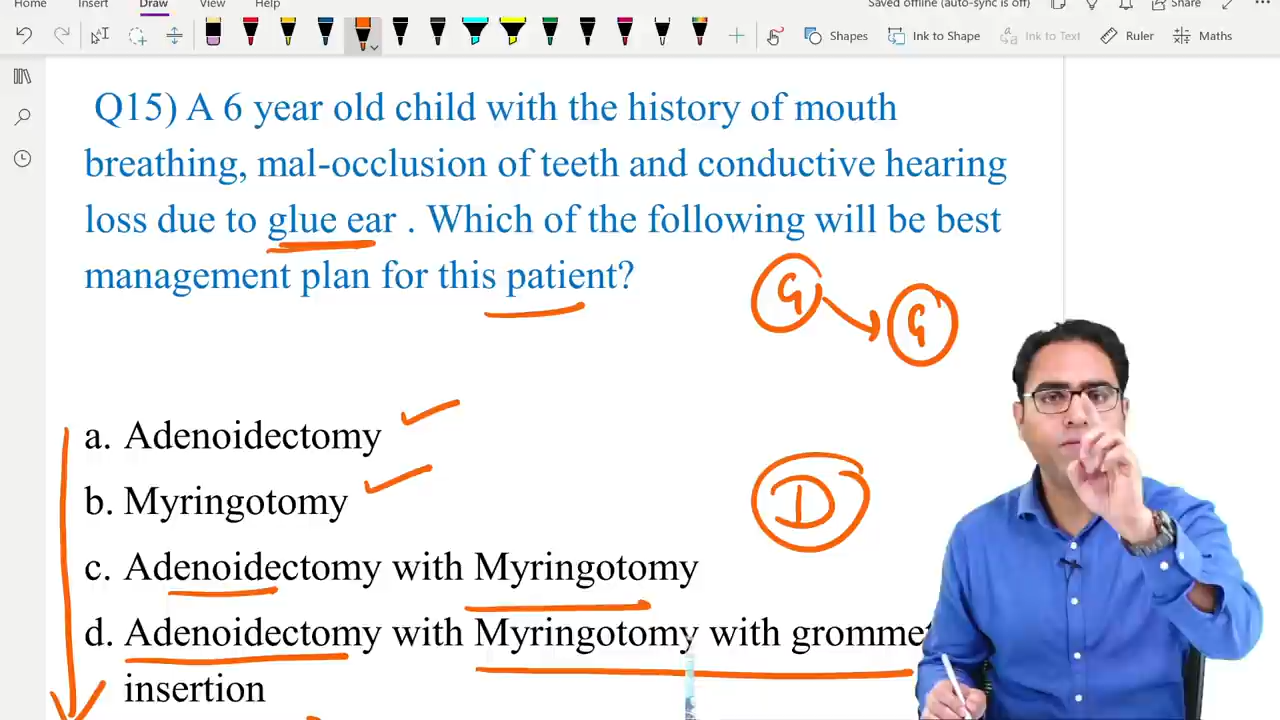 Home Insert Draw View Help Saved offline (auto-sync is off) Share
Shapes Ink to Shape Ink to Text Ruler Maths
Q15) A 6 year old child with the history of mouth
breathing, mal-occlusion of teeth and conductive hearing
loss due to glue ear . Which of the following will be best
management plan for this patient?
G G
a. Adenoidectomy
b. Myringotomy
D
c. Adenoidectomy with Myringotomy
d. Adenoidectomy with Myringotomy with gromme
insertion